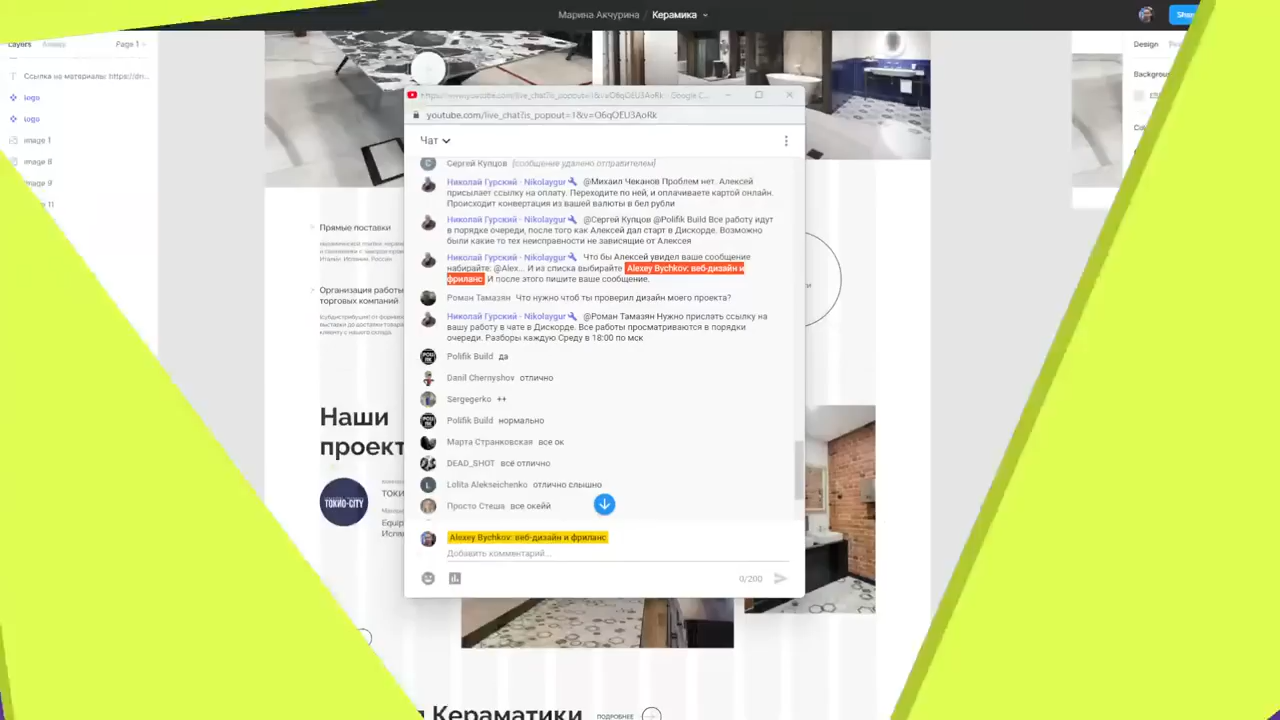 Марина Акчурина / Керамика
Layers
Page 1
Design
Ссылка на материалы: https://dri...
logo
logo
image 1
image 8
image 9
youtube.com/live_chat?is_popout=1&v=O6qOEU3AoRk
Чат
Сергей Купцов [сообщение удалено отправителем]
Николай Гурский - Nikolaygur @Михаил Чеканов Проблем нет. Алексей
присылает ссылку на оплату. Переходите по ней, и оплачиваете картой онлайн.
Происходит конвертация из вашей валюты в бел рубли
Николай Гурский - Nikolaygur @Сергей Купцов @Polifik Build Все работу идут
в порядке очереди, после того как Алексей дал старт в Дискорде. Возможно
были какие то тех неисправности не зависящие от Алексея
Николай Гурский - Nikolaygur Что бы Алексей увидел ваше сообщение
набирайте: @Alex... И из списка выбирайте Alexey Bychkov: веб-дизайн и
фриланс И после этого пишите ваше сообщение.
Роман Тамазян Что нужно чтоб ты проверил дизайн моего проекта?
Николай Гурский - Nikolaygur @Роман Тамазян Нужно прислать ссылку на
вашу работу в чате в Дискорде. Все работы просматриваются в порядки
очереди. Разборы каждую Среду в 18:00 по мск
Polifik Build да
Danil Chernyshov отлично
Sergegerko ++
Polifik Build нормально
Марта Странковская все ок
DEAD_SHOT всё отлично
Lolita Alekseichenko отлично слышно
Просто Стеша все окейй
Alexey Bychkov: веб-дизайн и фриланс
Добавить комментарий...
0/200
Прямые поставки
Организация работы
торговых компаний
Наши
проект
ТОКИО-CITY
Кераматики
ПОДРОБНЕЕ